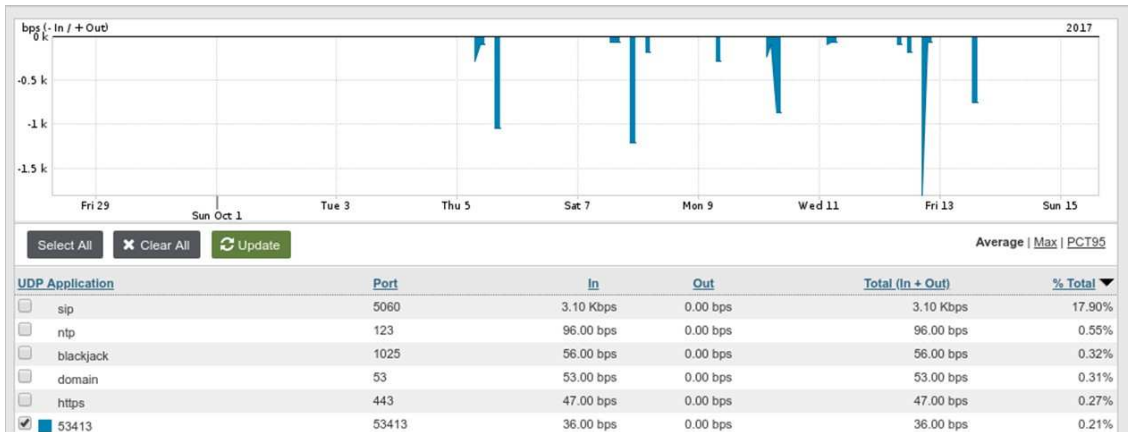 bps (- In / + Out) 2017
0 k
-0.5 k
-1 k
-1.5 k
Fri 29 Sun Oct 1 Tue 3 Thu 5 Sat 7 Mon 9 Wed 11 Fri 13 Sun 15
Select All Clear All Update Average | Max | PCT95
UDP Application Port In Out Total (In + Out) % Total
sip 5060 3.10 Kbps 0.00 bps 3.10 Kbps 17.90%
ntp 123 96.00 bps 0.00 bps 96.00 bps 0.55%
blackjack 1025 56.00 bps 0.00 bps 56.00 bps 0.32%
domain 53 53.00 bps 0.00 bps 53.00 bps 0.31%
https 443 47.00 bps 0.00 bps 47.00 bps 0.27%
53413 53413 36.00 bps 0.00 bps 36.00 bps 0.21%